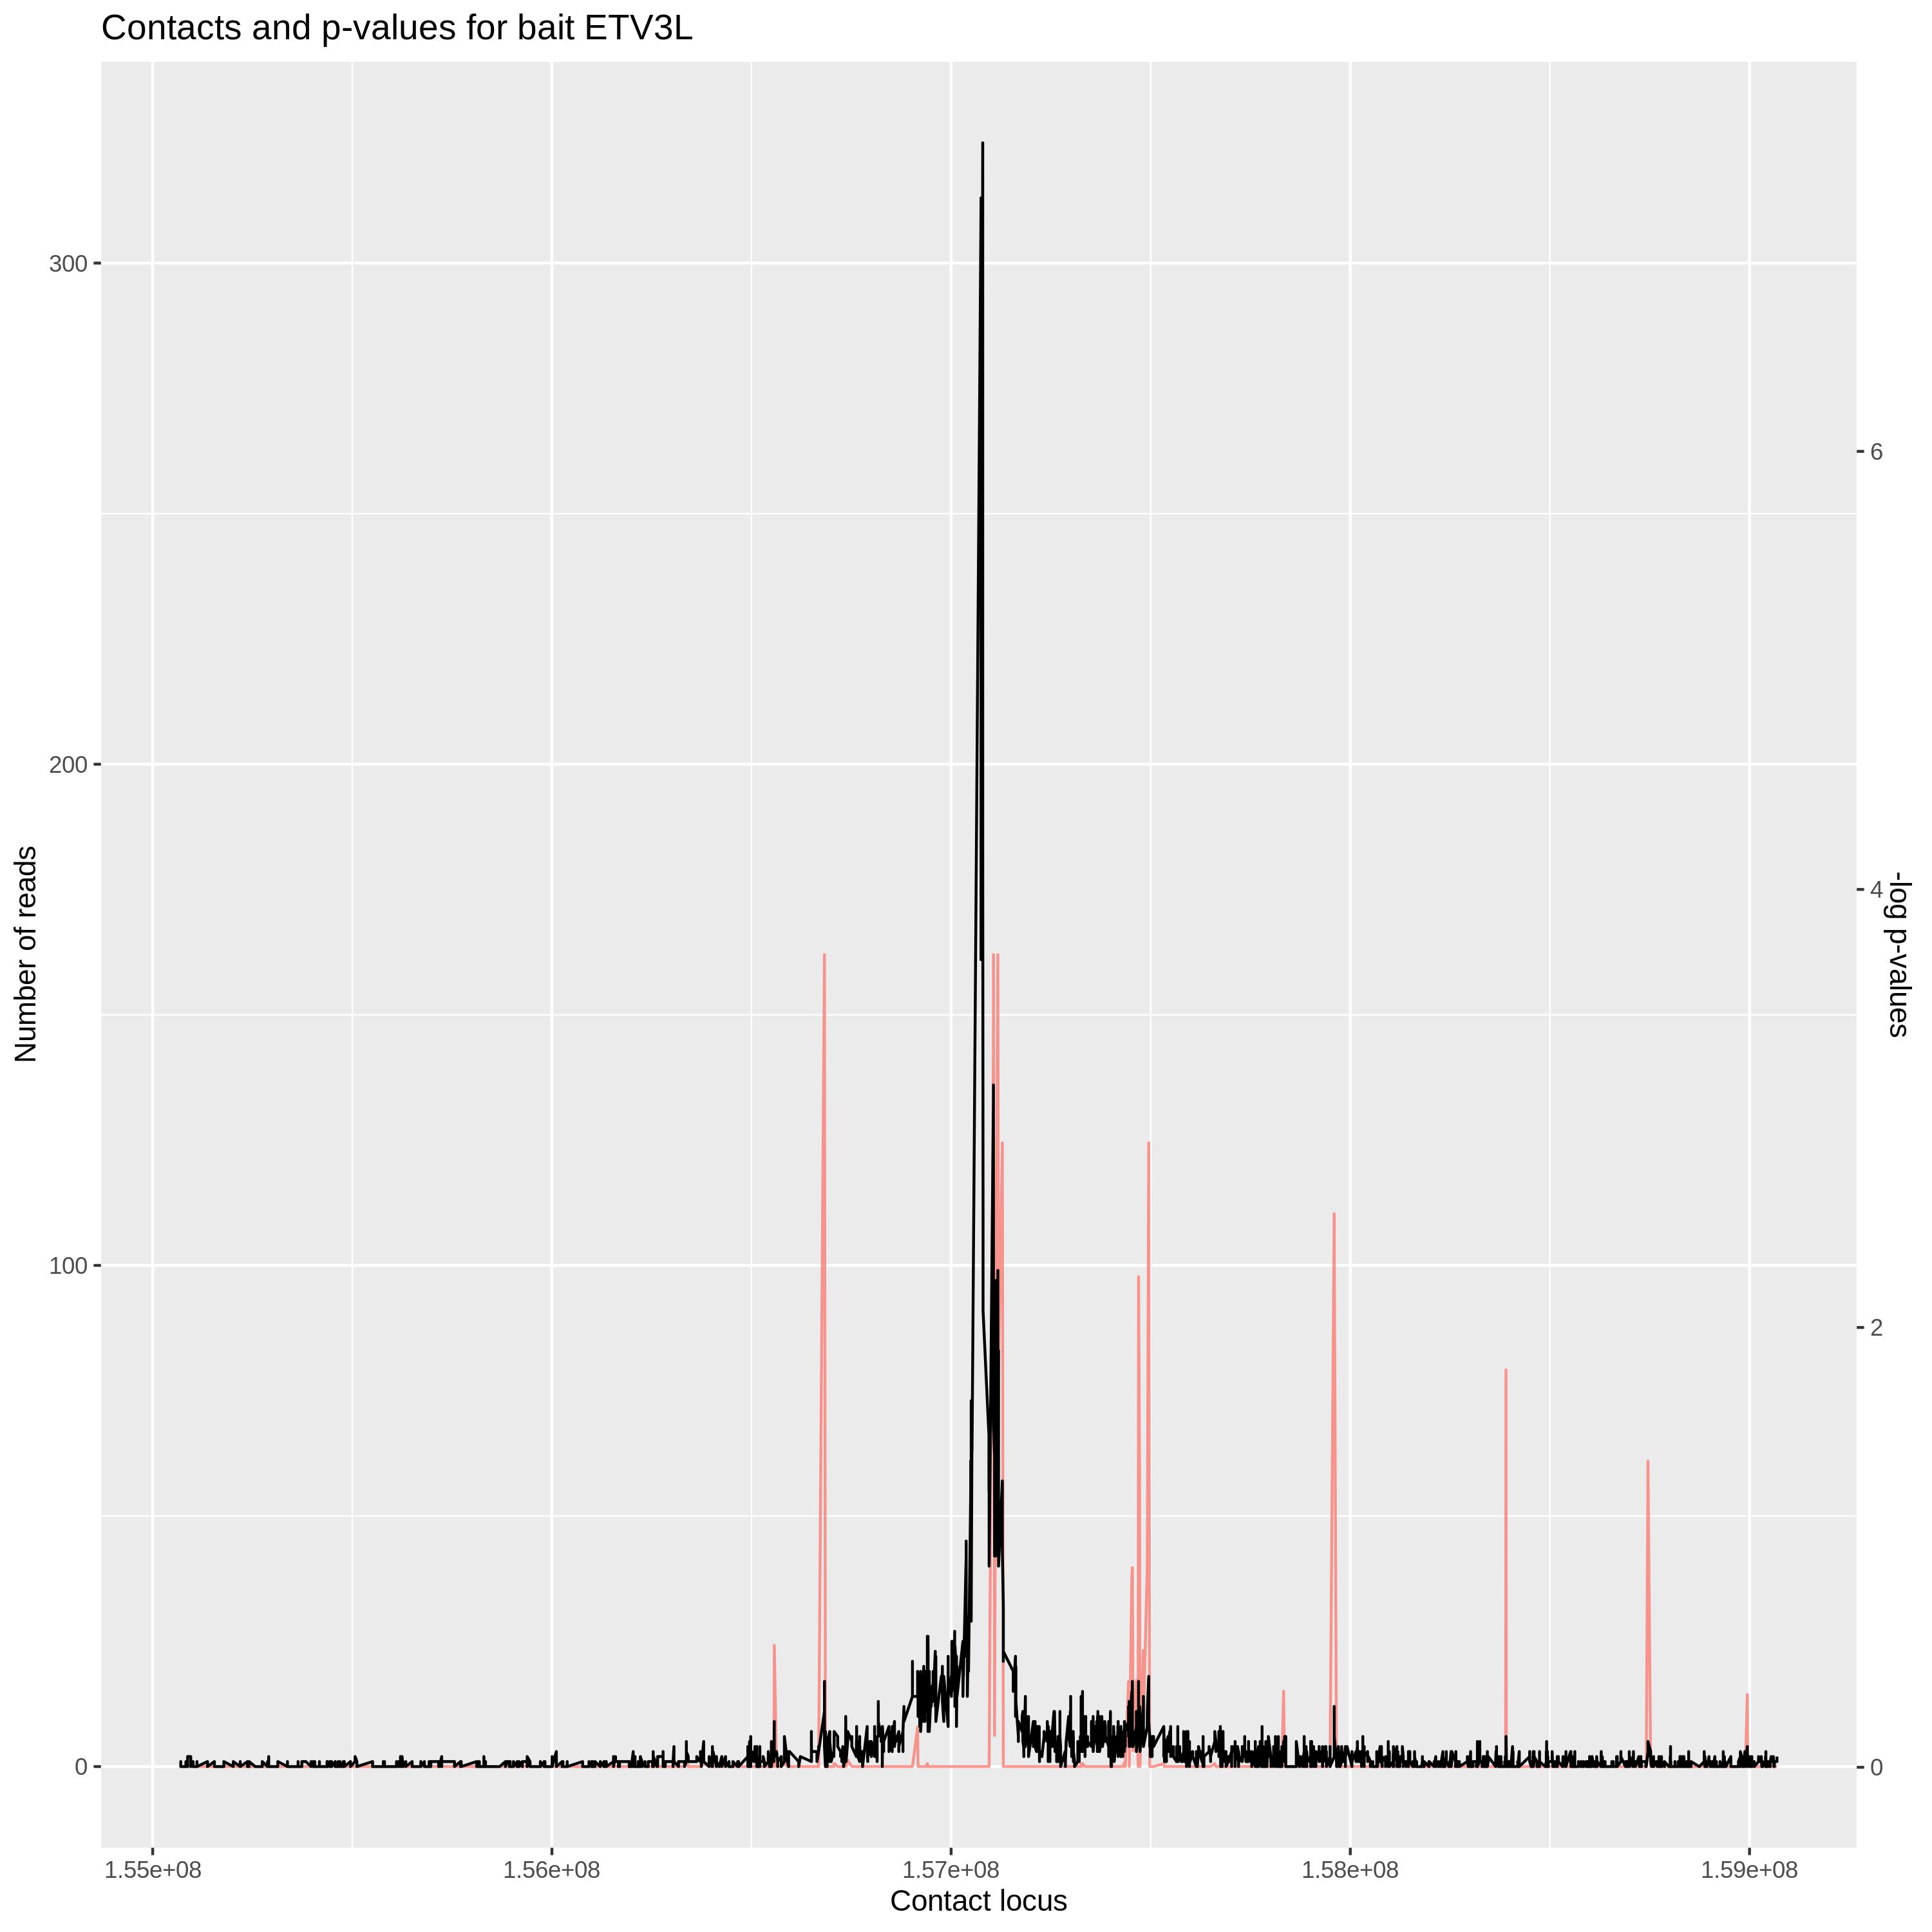 Contacts and p-values for bait ETV3L
300
200
100
0
Number of reads
6
4
2
0
-log p-values
1.55e+08 1.56e+08 1.57e+08 1.58e+08 1.59e+08
Contact locus